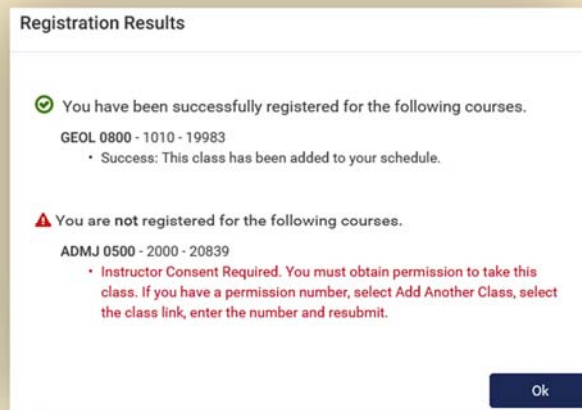 Registration Results
You have been successfully registered for the following courses.
GEOL 0800 - 1010 - 19983
• Success: This class has been added to your schedule.
You are not registered for the following courses.
ADMJ 0500 - 2000 - 20839
• Instructor Consent Required. You must obtain permission to take this
class. If you have a permission number, select Add Another Class, select
the class link, enter the number and resubmit.
Ok